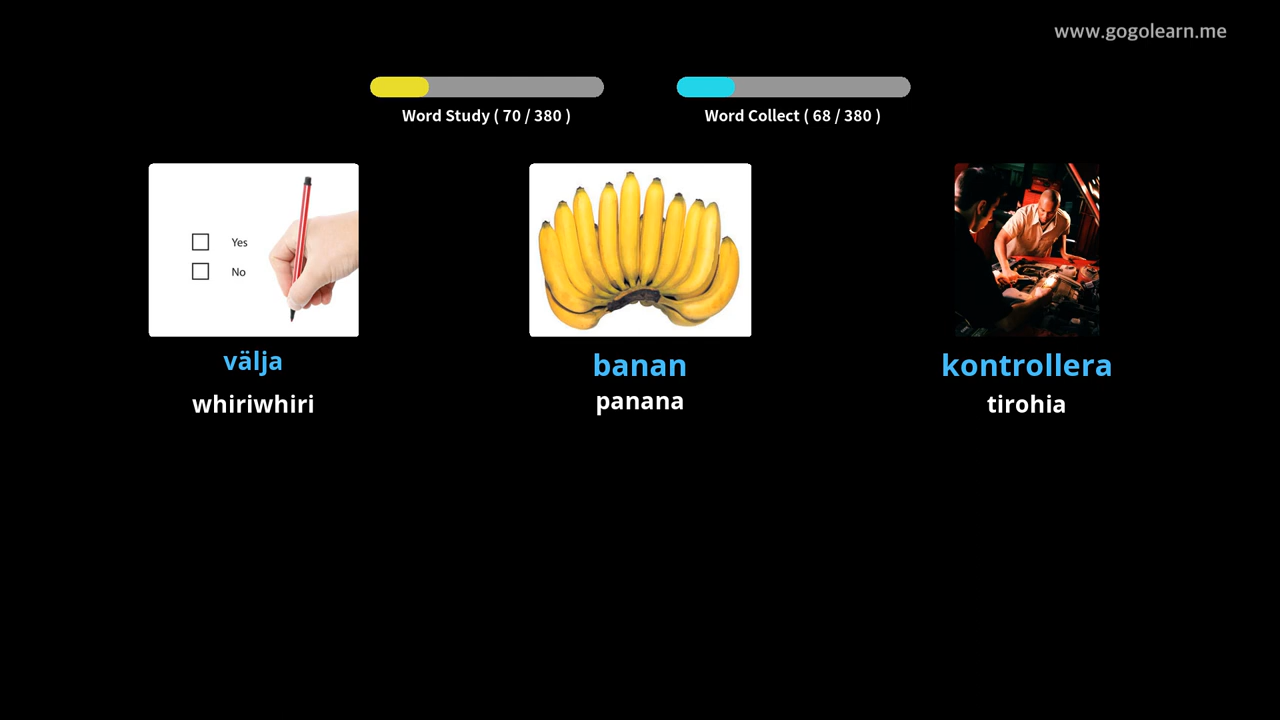 www.gogolearn.me
Word Study ( 70 / 380 )
Word Collect ( 68 / 380 )
Yes
No
välja
whiriwhiri
banan
panana
kontrollera
tirohia